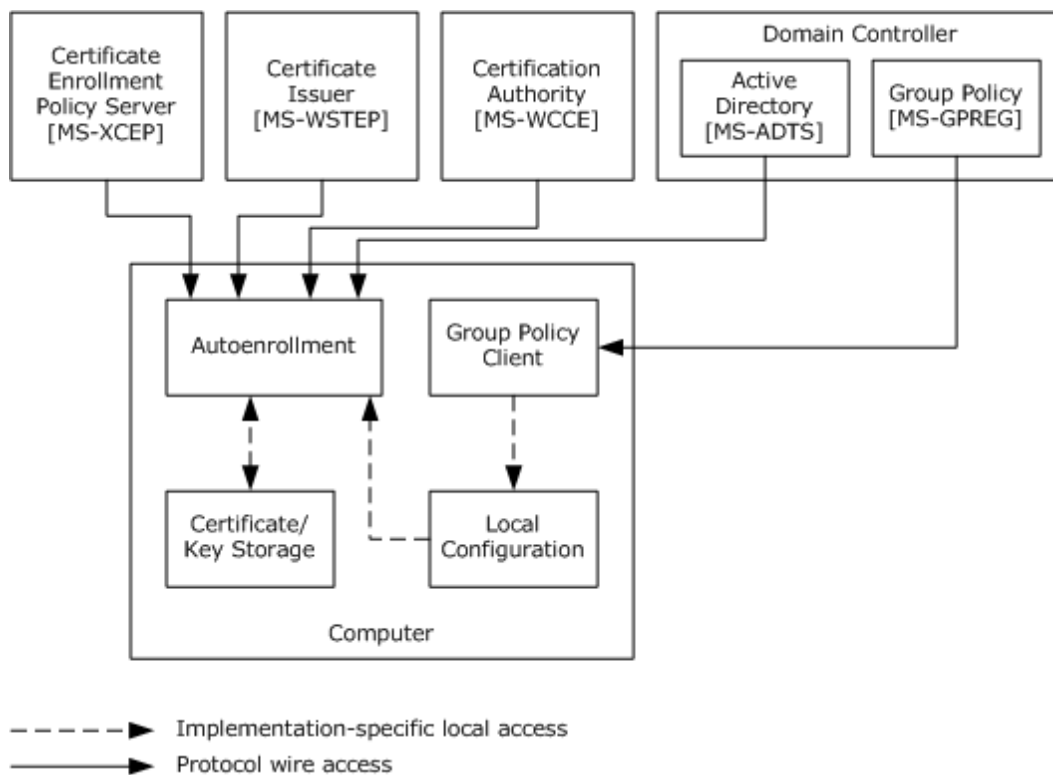 Certificate
Enrollment
Policy Server
[MS-XCEP]
Certificate
Issuer
[MS-WSTEP]
Certification
Authority
[MS-WCCE]
Domain Controller
Active
Directory
[MS-ADTS]
Group Policy
[MS-GPREG]
Autoenrollment
Group Policy
Client
Certificate/
Key Storage
Local
Configuration
Computer
Implementation-specific local access
Protocol wire access